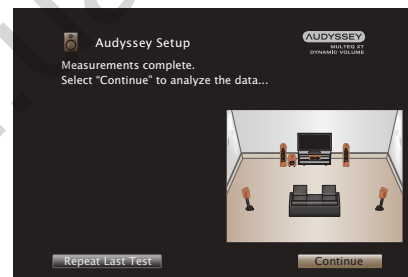 Audyssey Setup
AUDYSSEY
MULTEQ XT
DYNAMIC VOLUME
Measurements complete.
Select “Continue” to analyze the data...
Repeat Last Test
Continue